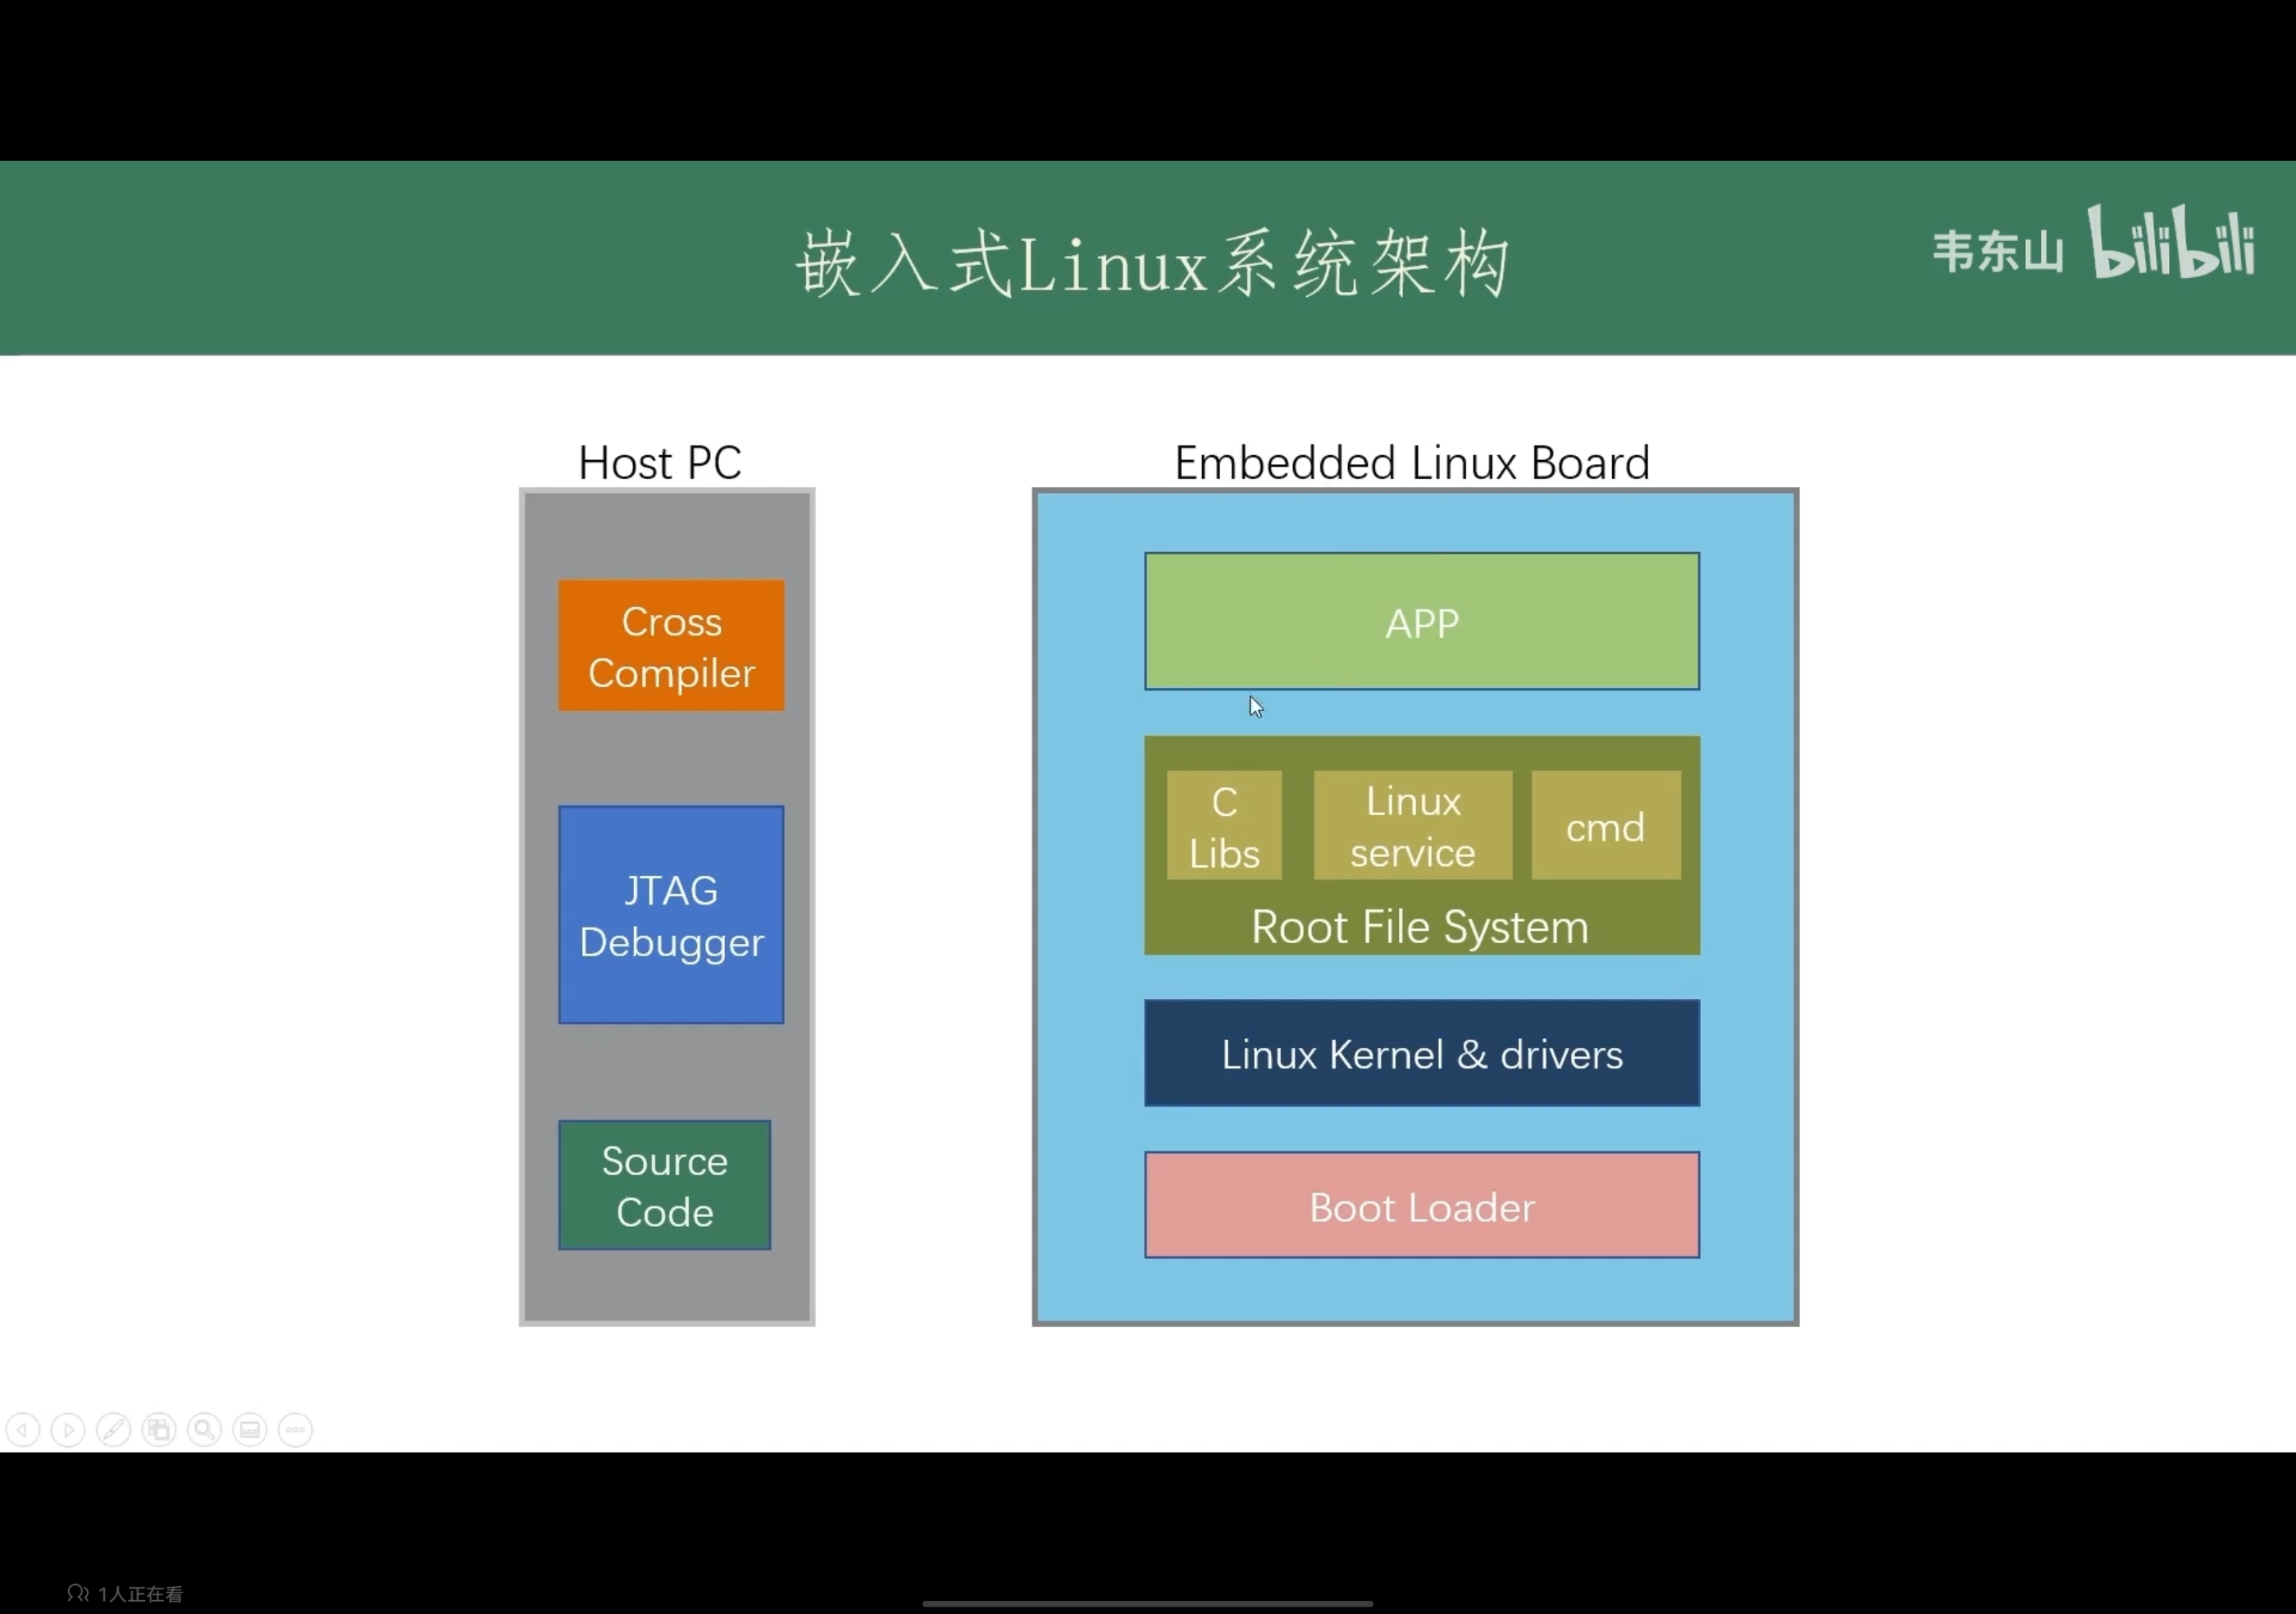 嵌入式Linux系统架构
韦东山 bilibili
Host PC
Cross
Compiler
JTAG
Debugger
Source
Code
Embedded Linux Board
APP
C
Libs
Linux
service
cmd
Root File System
Linux Kernel & drivers
Boot Loader
1人正在看